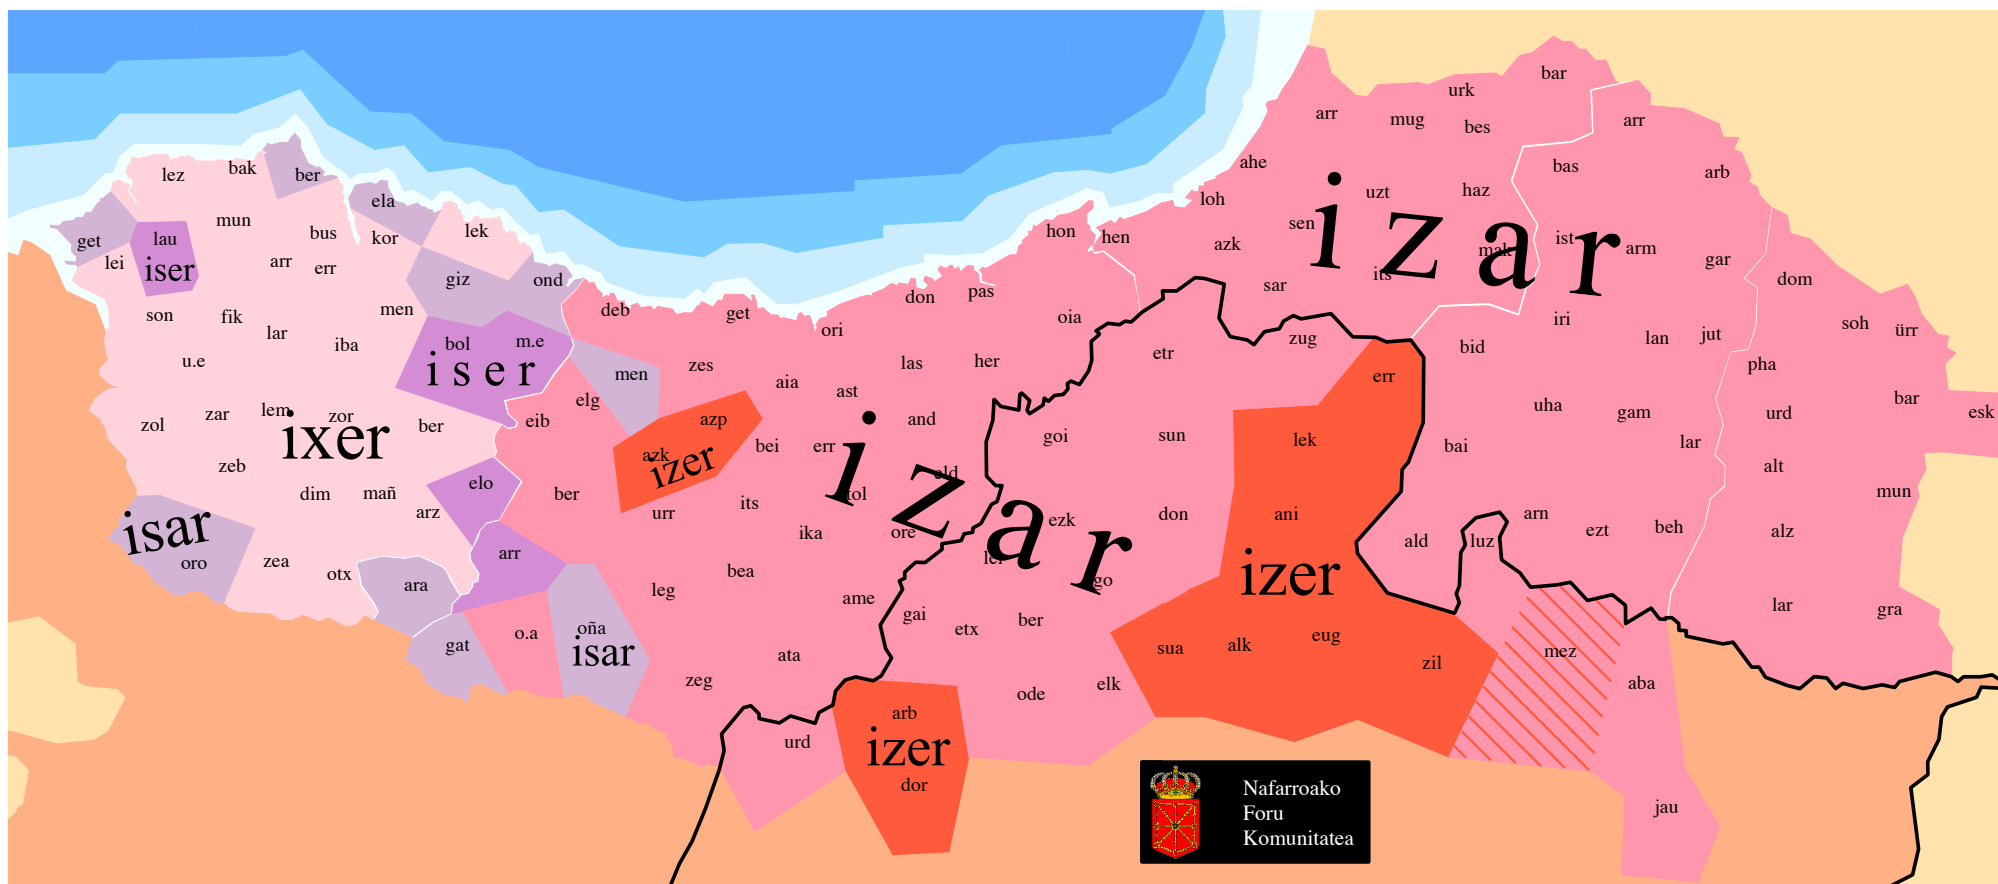 bar
urk
arr
mug
bes
arr
ahe
bas
arb
lez
bak
ber
uzt
haz
loh
izar
ela
mun
sen
bus
kor
lek
hon
hen
azk
mak
ist
arm
get
lau
iser
lei
arr
err
giz
ond
its
gar
dom
sar
men
don
pas
deb
get
ori
oia
iri
son
fik
lar
iba
bol
m.e
iser
zug
bid
lan
jut
soh
ürr
u.e
men
zes
las
her
etr
pha
aia
ast
err
elg
uha
gam
urd
bar
esk
zol
zar
lem
zor
ixer
ber
eib
azp
and
goi
sun
lek
bai
lar
azk
izer
bei
err
izar
ald
tol
zeb
alt
dim
mañ
elo
ber
its
urr
mun
arz
ika
ore
ezk
don
ani
ald
luz
arn
ezt
beh
alz
isar
oro
zea
otx
ara
arr
leg
bea
lei
go
izer
ame
gai
etx
ber
lar
gra
gat
o.a
oña
isar
ata
sua
alk
eug
zil
mez
zeg
ode
elk
aba
arb
izer
dor
urd
jau
Nafarroako
Foru
Komunitatea